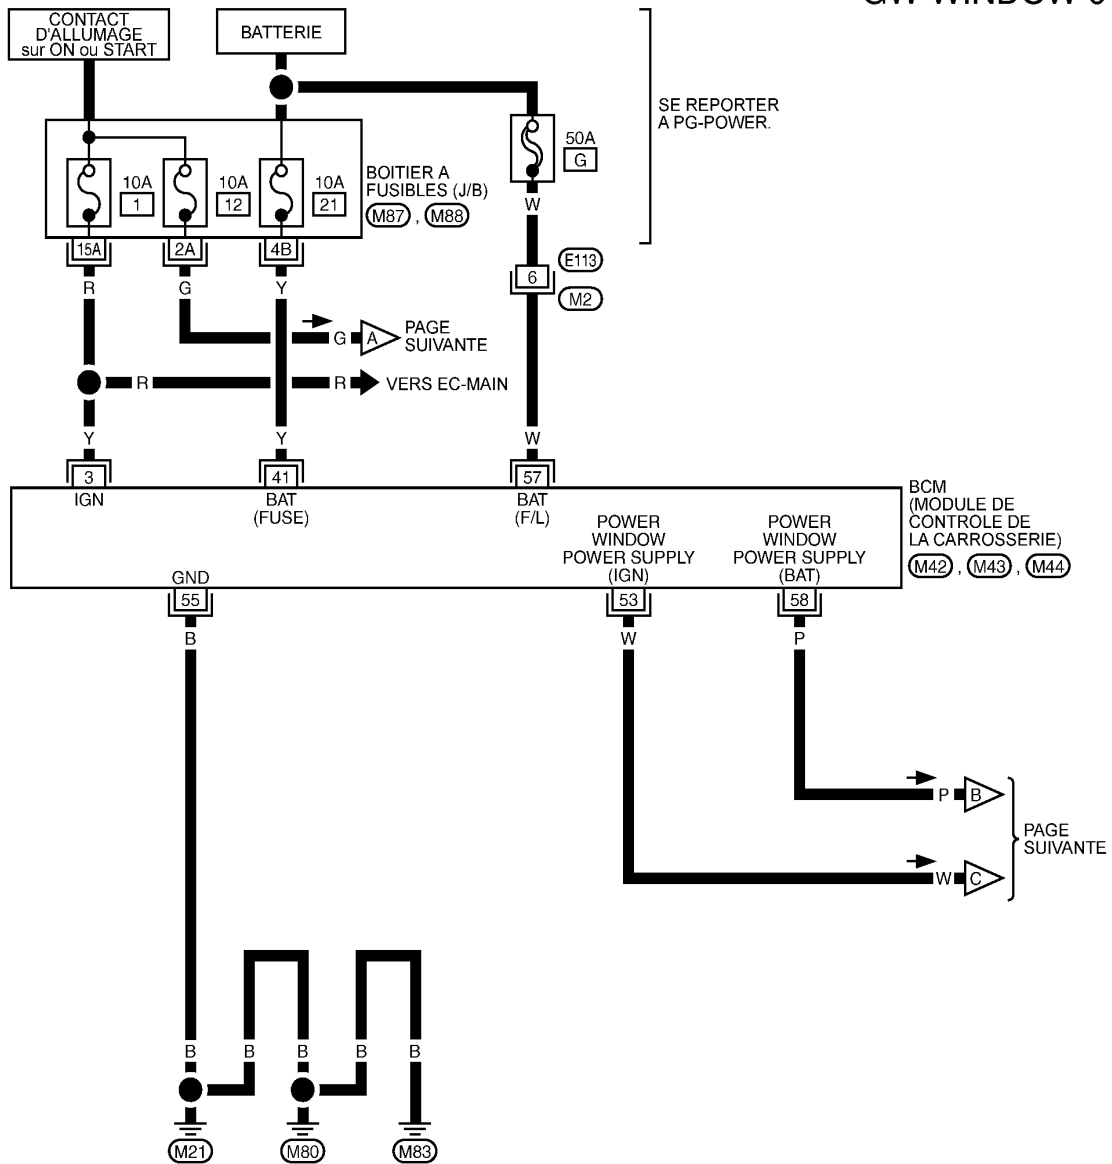 CONTACT
D'ALLUMAGE
sur ON ou START
BATTERIE
SE REPORTER
A PG-POWER.
50A
G
10A
1
10A
12
10A
21
BOITIER A
FUSIBLES (J/B)
M87 , M88
W
15A
2A
4B
6
E113
M2
R
G
Y
G
A
PAGE
SUIVANTE
R
R
VERS EC-MAIN
Y
Y
W
3
41
57
IGN
BAT
(FUSE)
BAT
(F/L)
POWER
WINDOW
POWER SUPPLY
(IGN)
POWER
WINDOW
POWER SUPPLY
(BAT)
BCM
(MODULE DE
CONTROLE DE
LA CARROSSERIE)
M42 , M43 , M44
GND
55
53
58
B
W
P
P
B
W
C
PAGE
SUIVANTE
B
B
B
B
B
M21
M80
M83